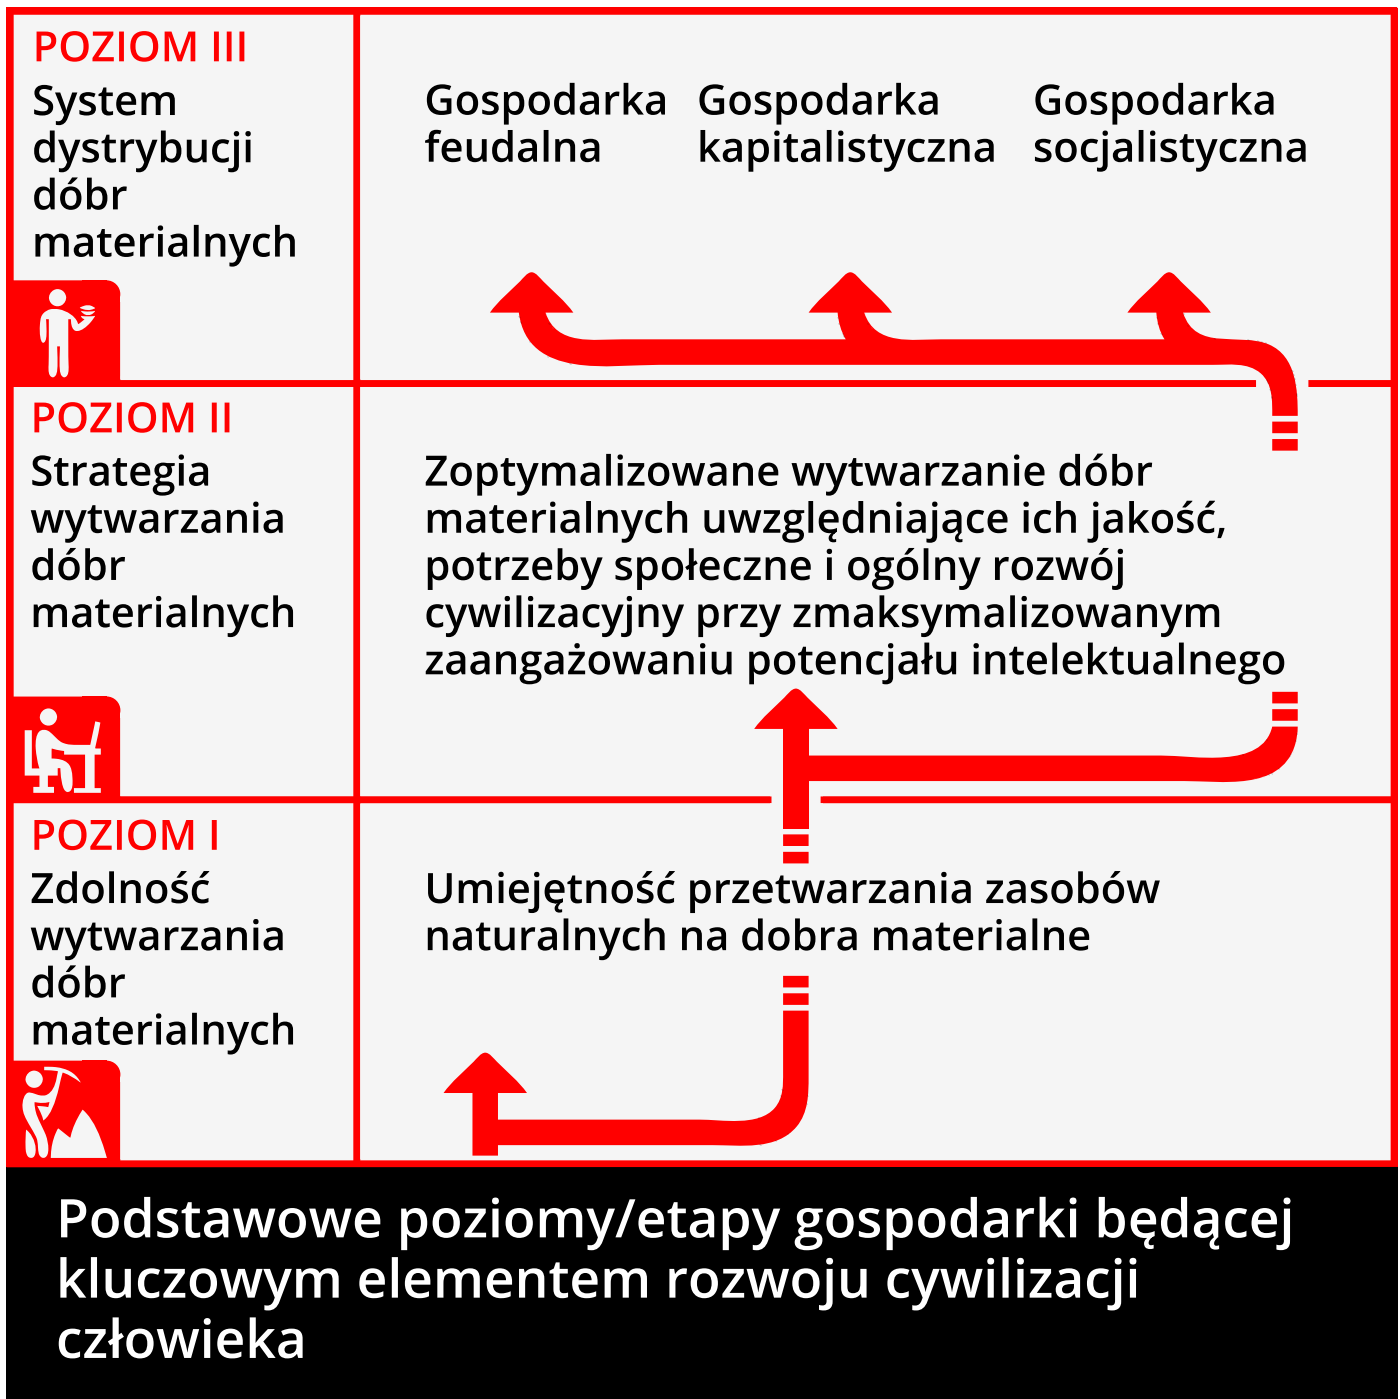 POZIOM III
System
dystrybucji
dóbr
materialnych
Gospodarka
feudalna
Gospodarka
kapitalistyczna
Gospodarka
socjalistyczna
POZIOM II
Strategia
wytwarzania
dóbr
materialnych
Zoptymalizowane wytwarzanie dóbr
materialnych uwzględniające ich jakość,
potrzeby społeczne i ogólny rozwój
cywilizacyjny przy zmaksymalizowanym
zaangażowaniu potencjału intelektualnego
POZIOM I
Zdolność
wytwarzania
dóbr
materialnych
Umiejętność przetwarzania zasobów
naturalnych na dobra materialne
Podstawowe poziomy/etapy gospodarki będącej
kluczowym elementem rozwoju cywilizacji
człowieka